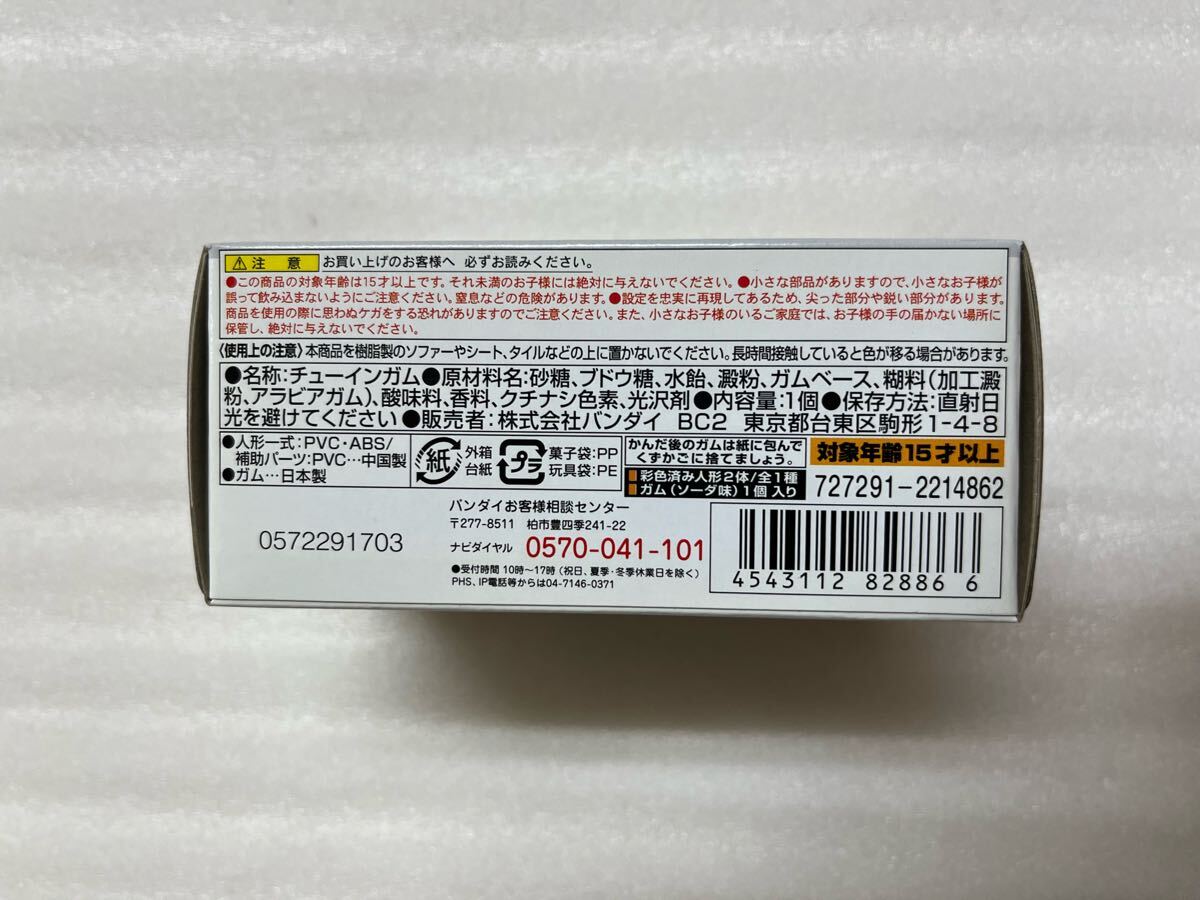 ⚠注意 お買い上げのお客様へ 必ずお読みください。
●この商品の対象年齢は15才以上です。それ未満のお子様には絶対に与えないでください。●小さな部品がありますので、小さなお子様が
誤って飲み込まないようにご注意ください。窒息などの危険があります。●設定を忠実に再現してあるため、尖った部分や鋭い部分があります。
商品を使用の際に思わぬケガをする恐れがありますのでご注意ください。また、小さなお子様のいるご家庭では、お子様の手の届かない場所に
保管し、絶対に与えないでください。
〈使用上の注意〉本商品を樹脂製のソファーやシート、タイルなどの上に置かないでください。長時間接触していると色が移る場合があります。
●名称:チューインガム●原材料名:砂糖、ブドウ糖、水飴、澱粉、ガムベース、糊料(加工澱
粉、アラビアガム)、酸味料、香料、クチナシ色素、光沢剤●内容量:1個●保存方法:直射日
光を避けてください●販売者:株式会社バンダイ BC2 東京都台東区駒形1-4-8
●人形一式:PVC・ABS/
補助パーツ:PVC…中国製
●ガム…日本製
紙
外箱
台紙
プラ
菓子袋:PP
玩具袋:PE
かんだ後のガムは紙に包んで
くずかごに捨てましょう。
彩色済み人形2体/全1種
ガム(ソーダ味)1個入り
対象年齢15才以上
727291-2214862
0572291703
バンダイお客様相談センター
〒277-8511 柏市豊四季241-22
ナビダイヤル 0570-041-101
●受付時間 10時~17時(祝日、夏季・冬季休業日を除く)
PHS、IP電話等からは04-7146-0371
4543112 828866